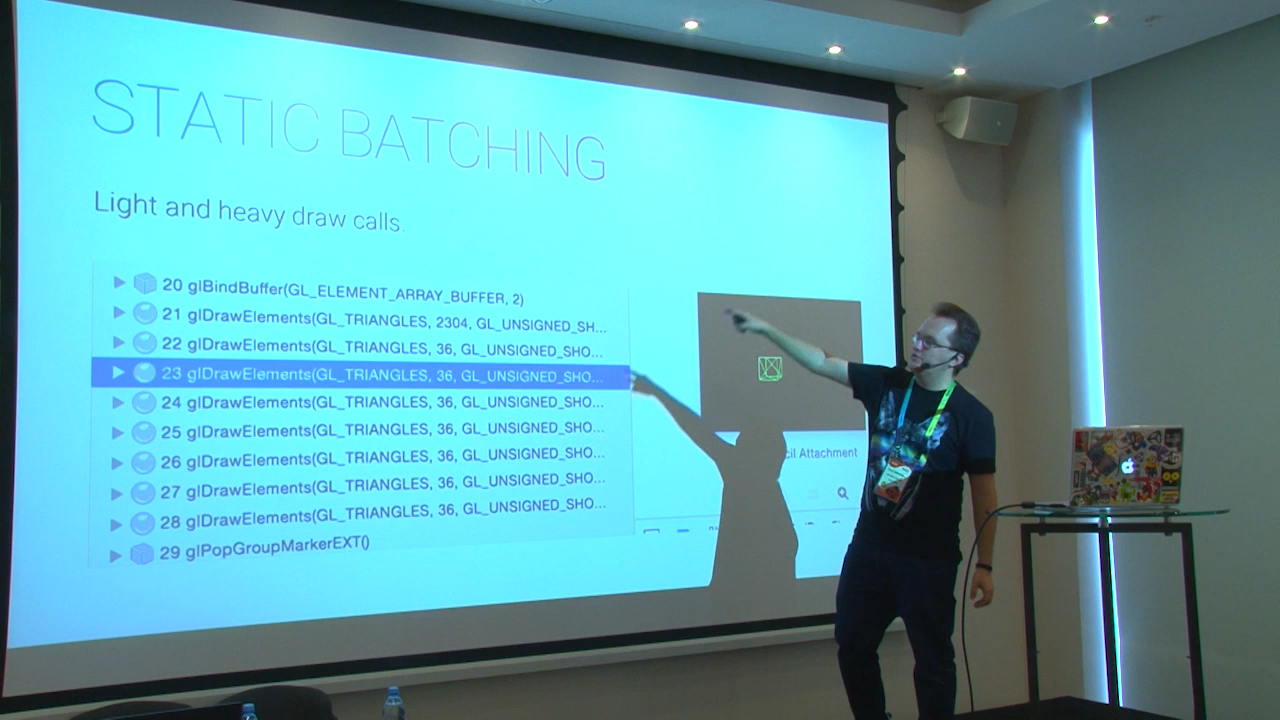 STATIC BATCHING
Light and heavy draw calls.
20 glBindBuffer(GL_ELEMENT_ARRAY_BUFFER, 2)
21 glDrawElements(GL_TRIANGLES, 2304, GL_UNSIGNED_SH...
22 glDrawElements(GL_TRIANGLES, 36, GL_UNSIGNED_SHO...
23 glDrawElements(GL_TRIANGLES, 36, GL_UNSIGNED_SHO...
24 glDrawElements(GL_TRIANGLES, 36, GL_UNSIGNED_SHO...
25 glDrawElements(GL_TRIANGLES, 36, GL_UNSIGNED_SHO...
26 glDrawElements(GL_TRIANGLES, 36, GL_UNSIGNED_SHO...
27 glDrawElements(GL_TRIANGLES, 36, GL_UNSIGNED_SHO...
28 glDrawElements(GL_TRIANGLES, 36, GL_UNSIGNED_SHO...
29 glPopGroupMarkerEXT()
cil Attachment